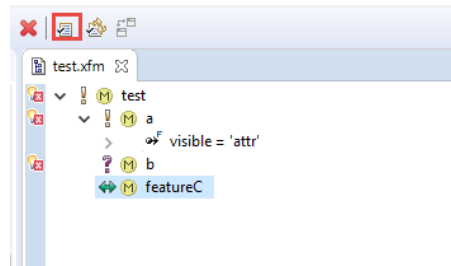 test.xfm
! M test
! M a
F visible = 'attr'
? M b
M featureC